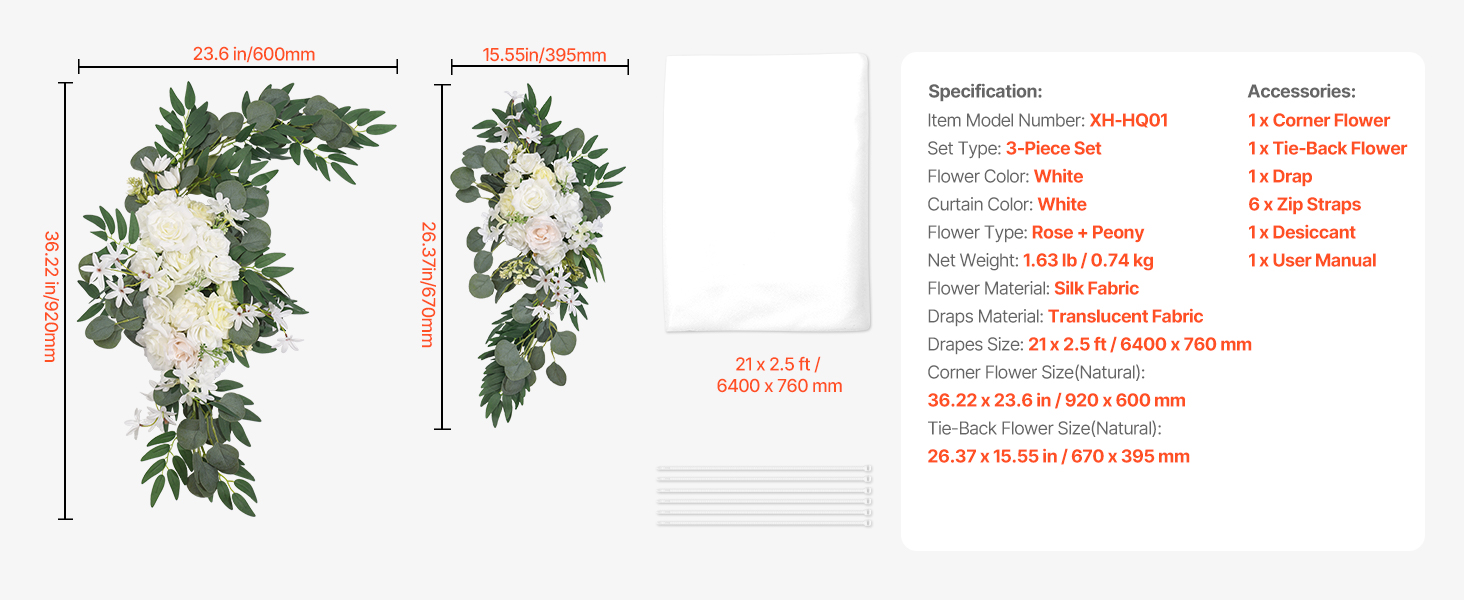 23.6 in/600mm
36.22 in/920mm
15.55in/395mm
26.37in/670mm
21 x 2.5 ft /
6400 x 760 mm
Specification:
Item Model Number: XH-HQ01
Set Type: 3-Piece Set
Flower Color: White
Curtain Color: White
Flower Type: Rose + Peony
Net Weight: 1.63 lb / 0.74 kg
Flower Material: Silk Fabric
Draps Material: Translucent Fabric
Drapes Size: 21 x 2.5 ft / 6400 x 760 mm
Corner Flower Size(Natural):
36.22 x 23.6 in / 920 x 600 mm
Tie-Back Flower Size(Natural):
26.37 x 15.55 in / 670 x 395 mm
Accessories:
1 x Corner Flower
1 x Tie-Back Flower
1 x Drap
6 x Zip Straps
1 x Desiccant
1 x User Manual